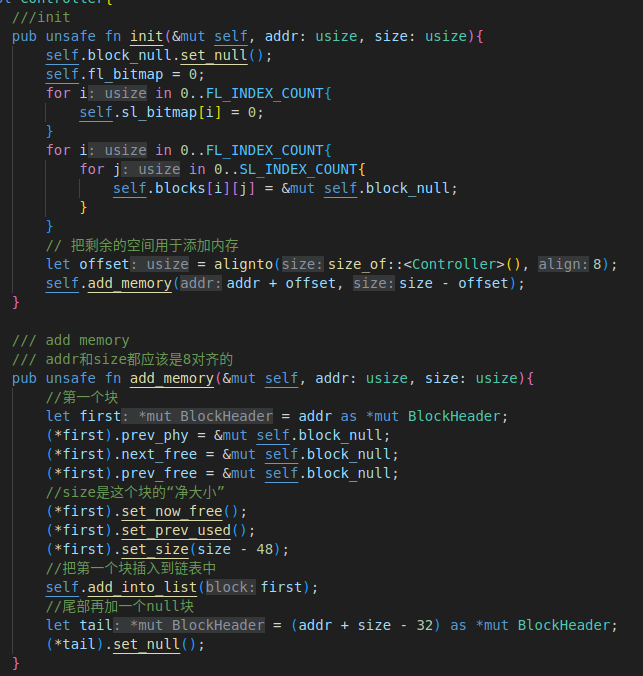 Controller{
///init
pub unsafe fn init(&mut self, addr: usize, size: usize){
self.block_null.set_null();
self.fl_bitmap = 0;
for i: usize in 0..FL_INDEX_COUNT{
self.sl_bitmap[i] = 0;
}
for i: usize in 0..FL_INDEX_COUNT{
for j: usize in 0..SL_INDEX_COUNT{
self.blocks[i][j] = &mut self.block_null;
}
}
// 把剩余的空间用于添加内存
let offset: usize = alignto(size: size_of::<Controller>(), align: 8);
self.add_memory(addr: addr + offset, size: size - offset);
}
/// add memory
/// addr和size都应该是8对齐的
pub unsafe fn add_memory(&mut self, addr: usize, size: usize){
//第一个块
let first: *mut BlockHeader = addr as *mut BlockHeader;
(*first).prev_phy = &mut self.block_null;
(*first).next_free = &mut self.block_null;
(*first).prev_free = &mut self.block_null;
//size是这个块的“净大小”
(*first).set_now_free();
(*first).set_prev_used();
(*first).set_size(size - 48);
//把第一个块插入到链表中
self.add_into_list(block: first);
//尾部再加一个null块
let tail: *mut BlockHeader = (addr + size - 32) as *mut BlockHeader;
(*tail).set_null();
}